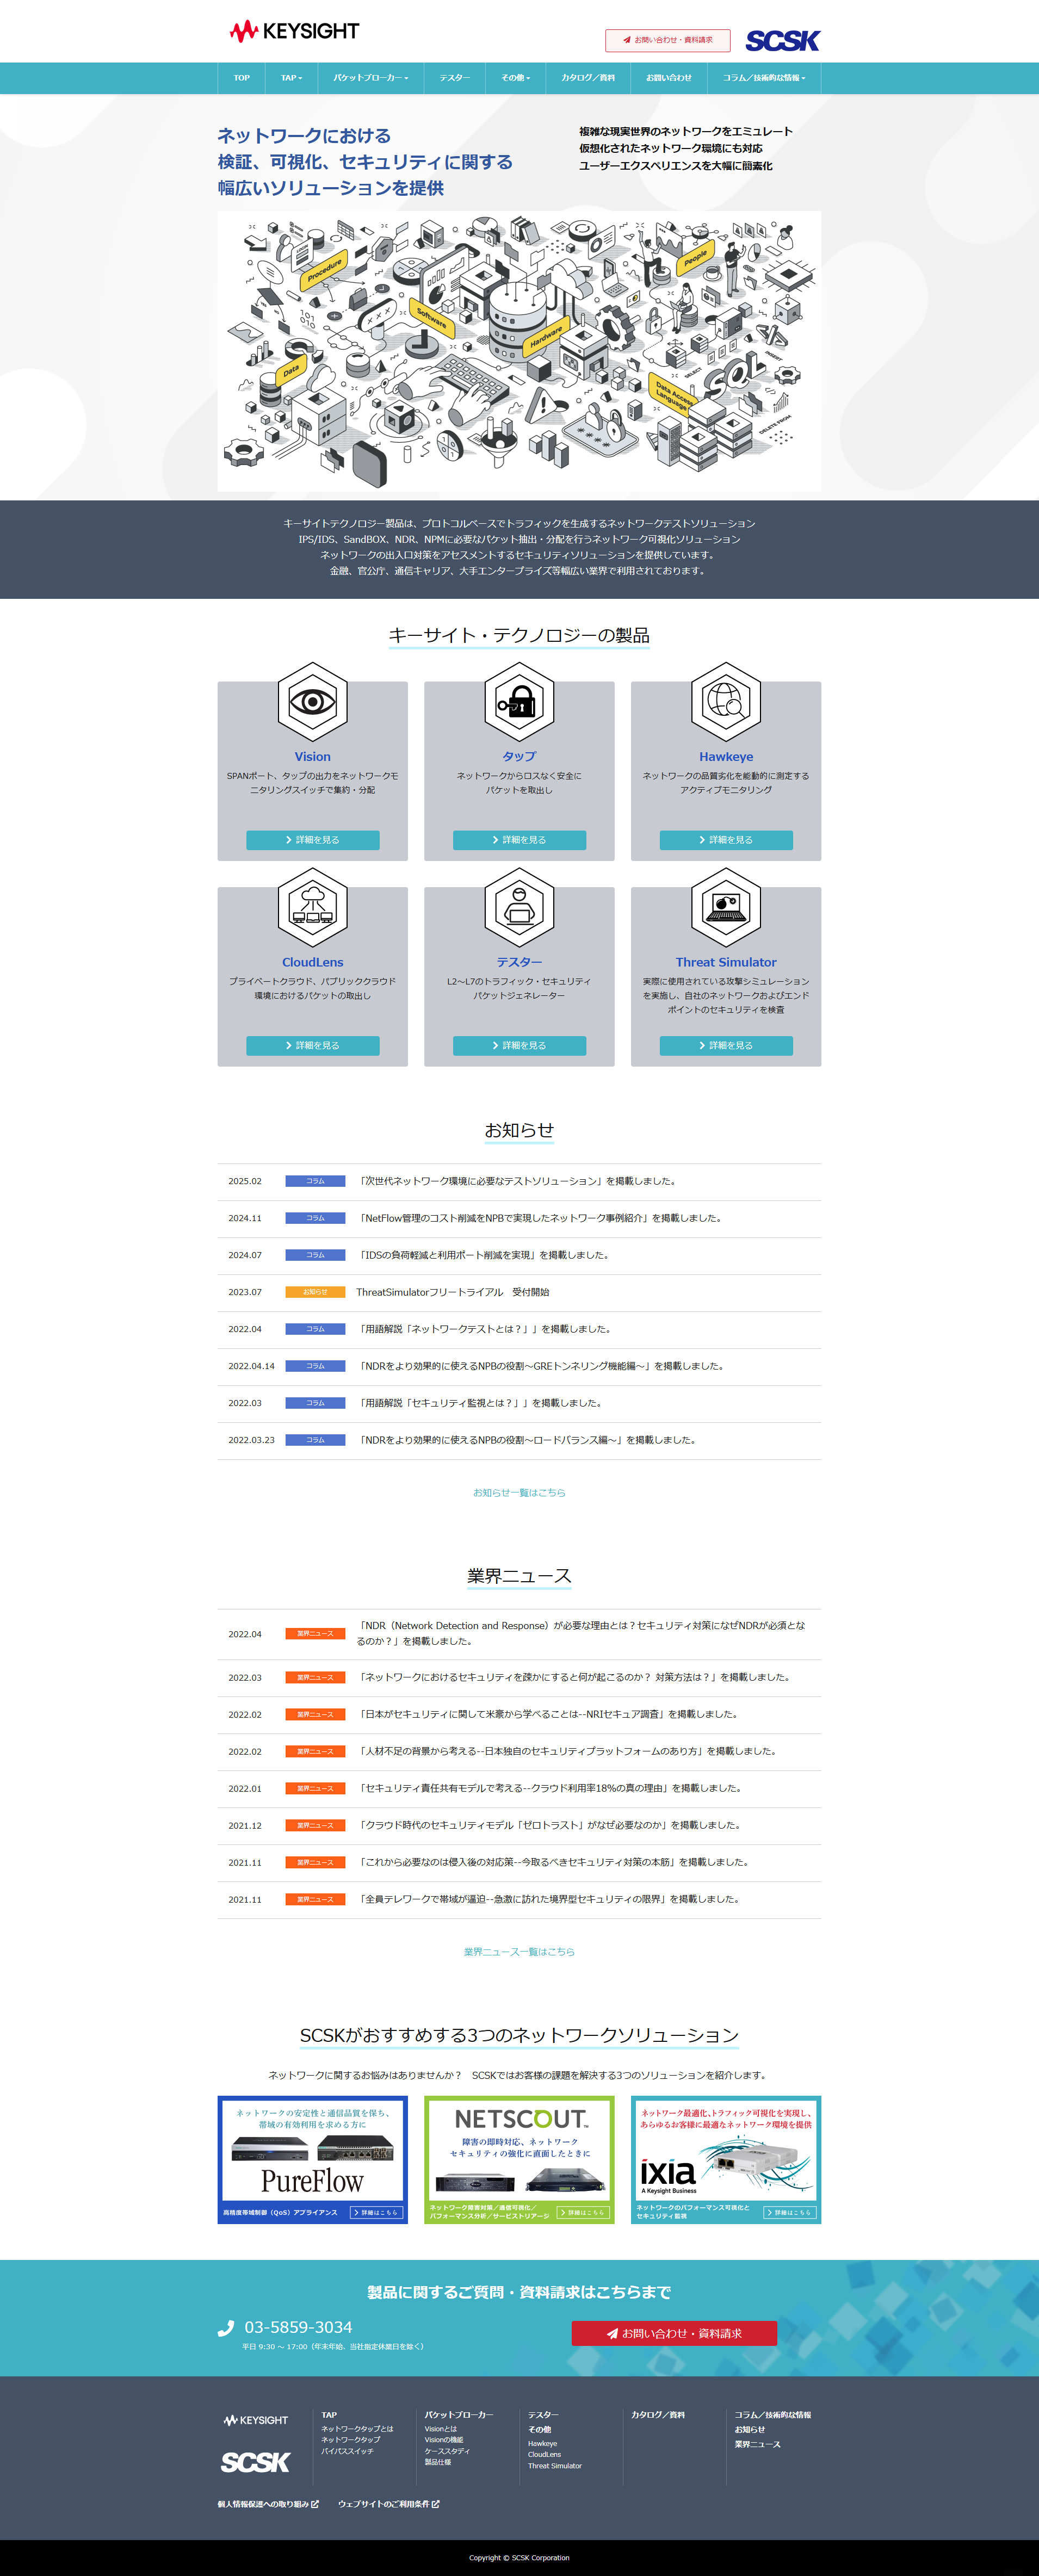 KEYSIGHT
お問い合わせ・資料請求
SCSK
TOP
TAP
パケットブローカー
テスター
その他
カタログ／資料
お問い合わせ
コラム／技術的な情報
ネットワークにおける
検証、可視化、セキュリティに関する
幅広いソリューションを提供
複雑な現実世界のネットワークをエミュレート
仮想化されたネットワーク環境にも対応
ユーザーエクスペリエンスを大幅に簡素化
Procedure
People
Software
Hardware
Data
Data Access
Language
SQL
INSERT
SELECT
DELETE FROM
キーサイトテクノロジー製品は、プロトコルベースでトラフィックを生成するネットワークテストソリューション
IPS/IDS、SandBOX、NDR、NPMに必要なパケット抽出・分配を行うネットワーク可視化ソリューション
ネットワークの出入口対策をアセスメントするセキュリティソリューションを提供しています。
金融、官公庁、通信キャリア、大手エンタープライズ等幅広い業界で利用されております。
キーサイト・テクノロジーの製品
Vision
SPANポート、タップの出力をネットワークモ
ニタリングスイッチで集約・分配
詳細を見る
タップ
ネットワークからロスなく安全に
パケットを取出し
詳細を見る
Hawkeye
ネットワークの品質劣化を能動的に測定する
アクティブモニタリング
詳細を見る
CloudLens
プライベートクラウド、パブリッククラウド
環境におけるパケットの取出し
詳細を見る
テスター
L2～L7のトラフィック・セキュリティ
パケットジェネレーター
詳細を見る
Threat Simulator
実際に使用されている攻撃シミュレーション
を実施し、自社のネットワークおよびエンド
ポイントのセキュリティを検査
詳細を見る
お知らせ
2025.02 コラム 「次世代ネットワーク環境に必要なテストソリューション」を掲載しました。
2024.11 コラム 「NetFlow管理のコスト削減をNPBで実現したネットワーク事例紹介」を掲載しました。
2024.07 コラム 「IDSの負荷軽減と利用ポート削減を実現」を掲載しました。
2023.07 お知らせ ThreatSimulatorフリートライアル　受付開始
2022.04 コラム 「用語解説「ネットワークテストとは？」」を掲載しました。
2022.04.14 コラム 「NDRをより効果的に使えるNPBの役割～GREトンネリング機能編～」を掲載しました。
2022.03 コラム 「用語解説「セキュリティ監視とは？」」を掲載しました。
2022.03.23 コラム 「NDRをより効果的に使えるNPBの役割～ロードバランス編～」を掲載しました。
お知らせ一覧はこちら
業界ニュース
2022.04 業界ニュース 「NDR（Network Detection and Response）が必要な理由とは？セキュリティ対策になぜNDRが必須とな
るのか？」を掲載しました。
2022.03 業界ニュース 「ネットワークにおけるセキュリティを疎かにすると何が起こるのか？ 対策方法は？」を掲載しました。
2022.02 業界ニュース 「日本がセキュリティに関して米豪から学べることは--NRIセキュア調査」を掲載しました。
2022.02 業界ニュース 「人材不足の背景から考える--日本独自のセキュリティプラットフォームのあり方」を掲載しました。
2022.01 業界ニュース 「セキュリティ責任共有モデルで考える--クラウド利用率18%の真の理由」を掲載しました。
2021.12 業界ニュース 「クラウド時代のセキュリティモデル「ゼロトラスト」がなぜ必要なのか」を掲載しました。
2021.11 業界ニュース 「これから必要なのは侵入後の対応策--今取るべきセキュリティ対策の本筋」を掲載しました。
2021.11 業界ニュース 「全員テレワークで帯域が逼迫--急激に訪れた境界型セキュリティの限界」を掲載しました。
業界ニュース一覧はこちら
SCSKがおすすめする3つのネットワークソリューション
ネットワークに関するお悩みはありませんか？　SCSKではお客様の課題を解決する3つのソリューションを紹介します。
ネットワークの安定性と通信品質を保ち、
帯域の有効利用を求める方に
PureFlow
高精度帯域制御（QoS）アプライアンス
詳細はこちら
NETSCOUT
障害の即時対応、ネットワーク
セキュリティの強化に直面したときに
ネットワーク障害対策／通信可視化／
パフォーマンス分析／サービストリアージ
詳細はこちら
ネットワーク最適化、トラフィック可視化を実現し、
あらゆるお客様に最適なネットワーク環境を提供
ixia
A Keysight Business
ネットワークのパフォーマンス可視化と
セキュリティ監視
詳細はこちら
製品に関するご質問・資料請求はこちらまで
03-5859-3034
平日 9:30 ～ 17:00（年末年始、当社指定休業日を除く）
お問い合わせ・資料請求
KEYSIGHT
SCSK
TAP
ネットワークタップとは
ネットワークタップ
バイパススイッチ
パケットブローカー
Visionとは
Visionの機能
ケーススタディ
製品仕様
テスター
その他
Hawkeye
CloudLens
Threat Simulator
カタログ／資料
コラム／技術的な情報
お知らせ
業界ニュース
個人情報保護への取り組み
ウェブサイトのご利用条件
Copyright © SCSK Corporation